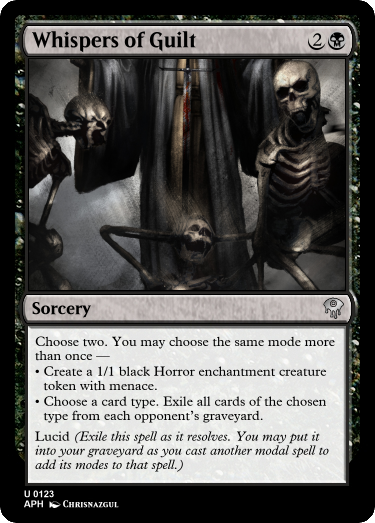 Whispers of Guilt 2
Sorcery
Choose two. You may choose the same mode more
than once —
• Create a 1/1 black Horror enchantment creature
token with menace.
• Choose a card type. Exile all cards of the chosen
type from each opponent's graveyard.
Lucid (Exile this spell as it resolves. You may put it
into your graveyard as you cast another modal spell to
add its modes to that spell.)
U 0123
APH Chrisnazgul